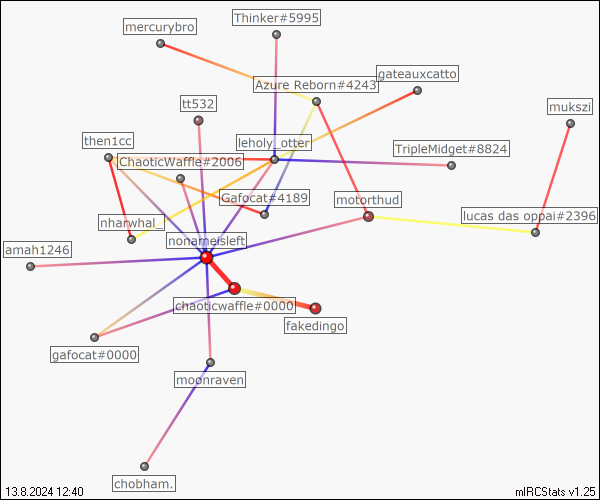 Thinker#5995
mercurybro
gateauxcatto
Azure Reborn#4243
tt532
mukszi
then1cc
leholy_otter
TripleMidget#8824
ChaoticWaffle#2006
Gafocat#4189
motorthud
lucas das oppai#2396
nharwhal_
nonameisleft
amah1246
chaoticwaffle#0000
fakedingo
gafocat#0000
moonraven
chobham.
13.8.2024 12:40
mIRCStats v1.25